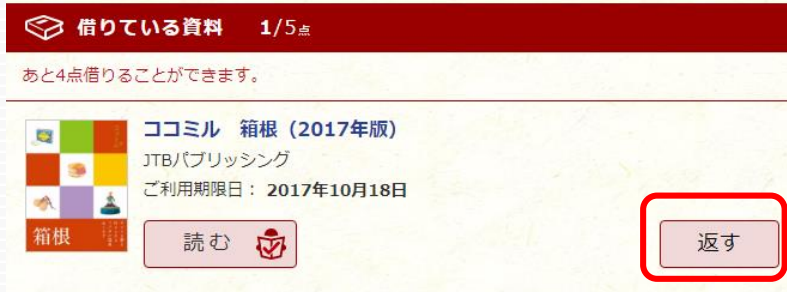 借りている資料 1/5点
あと4点借りることができます。
ココミル 箱根（2017年版）
JTBパブリッシング
ご利用期限日： 2017年10月18日
箱根
読む
返す